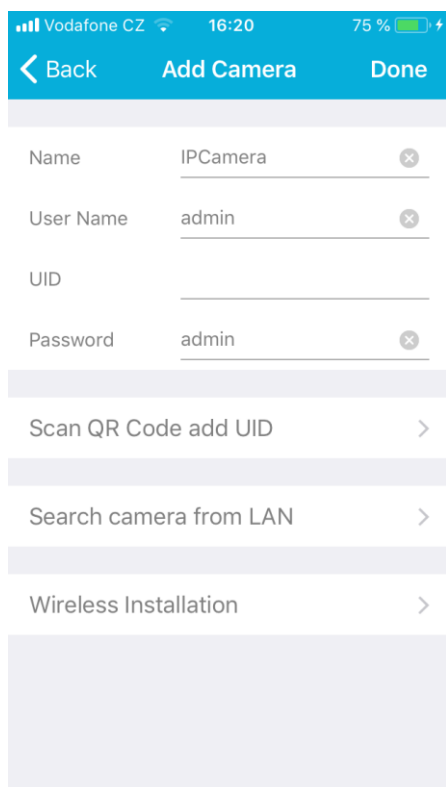 Vodafone CZ 16:20 75 %
Back Add Camera Done
Name IPCamera
User Name admin
UID
Password admin
Scan QR Code add UID
Search camera from LAN
Wireless Installation